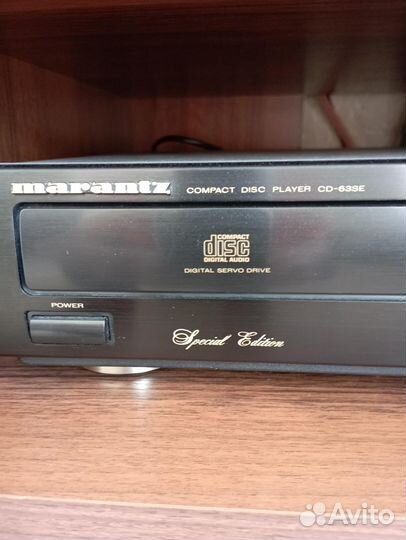 marantz COMPACT DISC PLAYER CD-63SE
COMPACT
disc
DIGITAL AUDIO
DIGITAL SERVO DRIVE
POWER
Special Edition
Avito